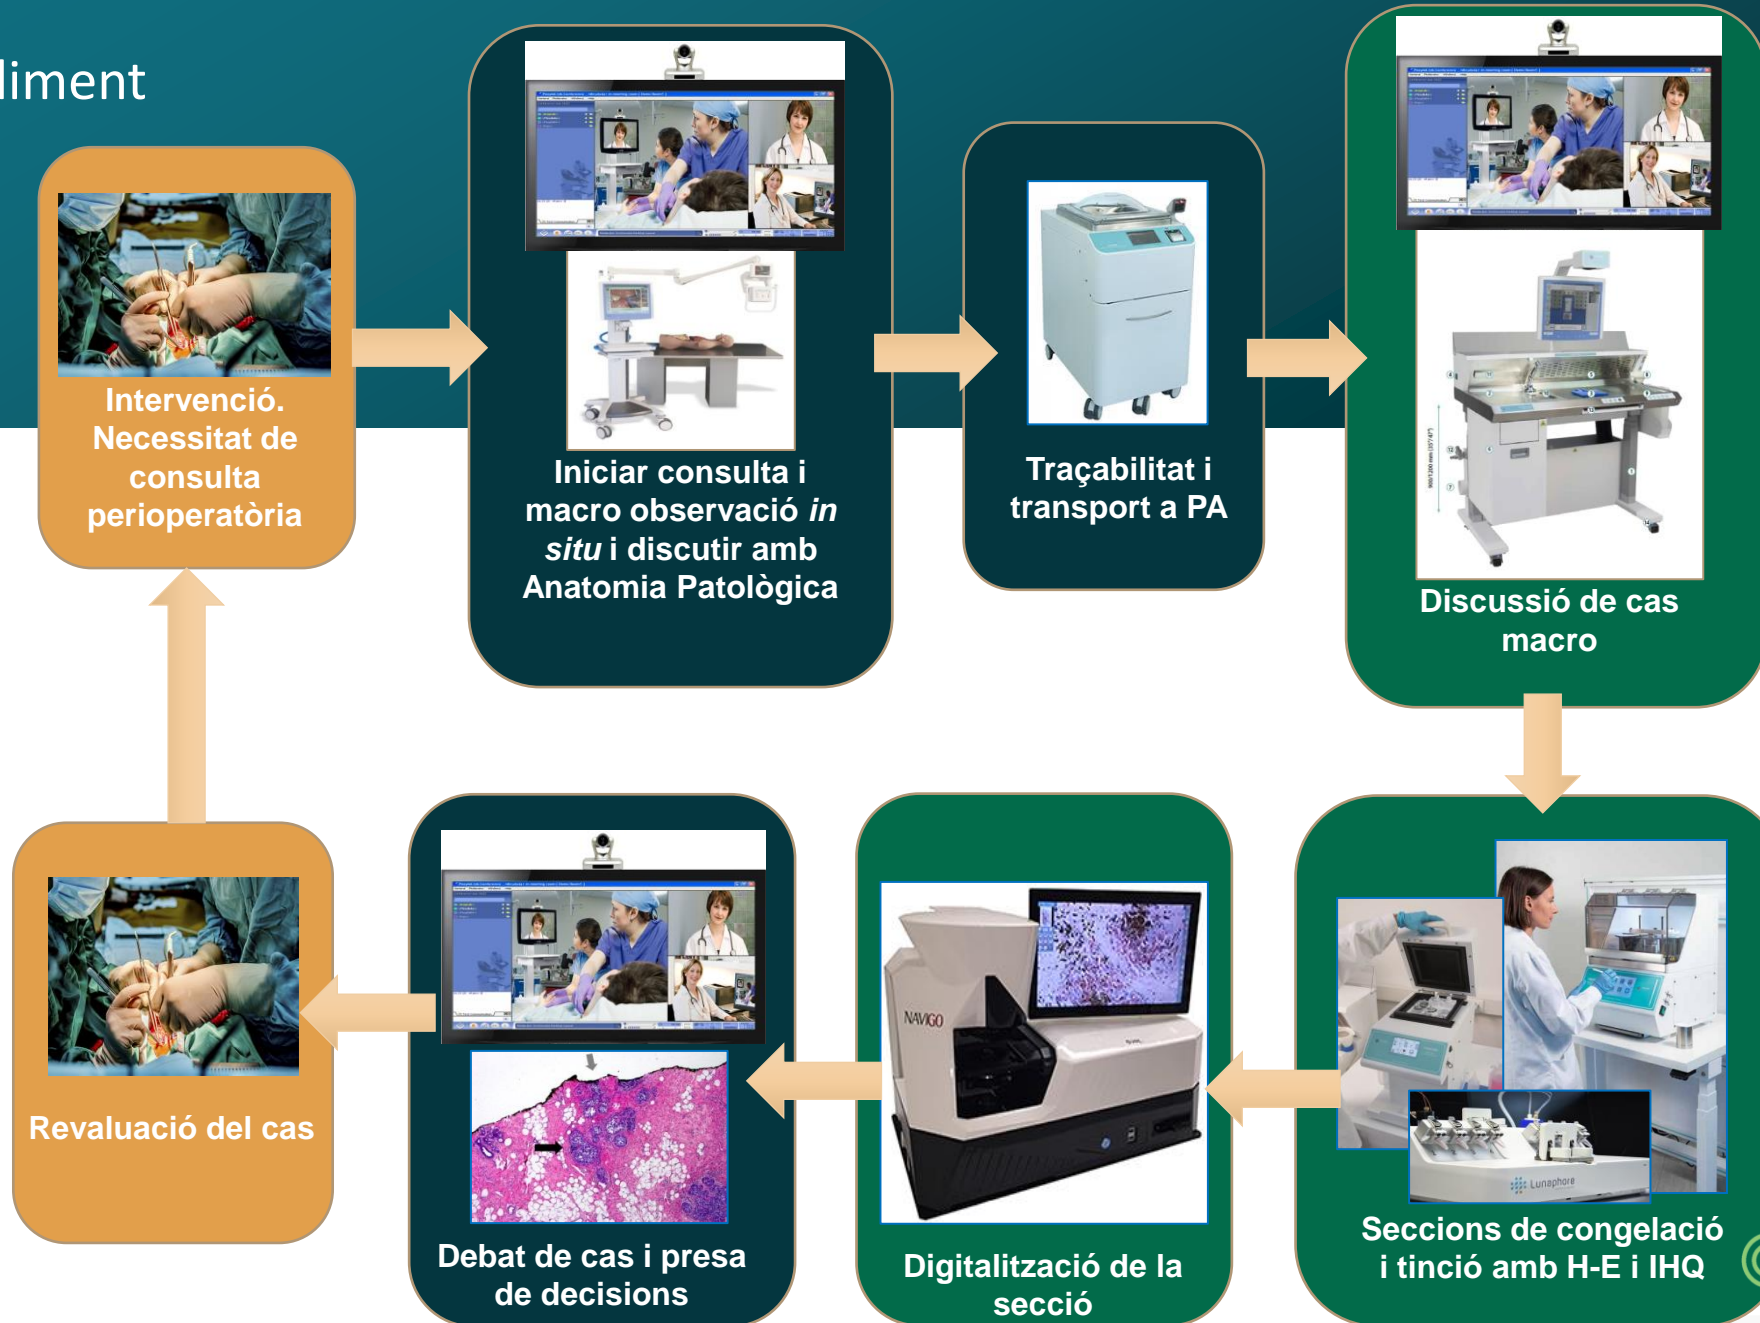 diment
Intervenció.
Necessitat de
consulta
perioperatòria
Iniciar consulta i
macro observació in
situ i discutir amb
Anatomia Patològica
Traçabilitat i
transport a PA
Discussió de cas
macro
Seccions de congelació
i tinció amb H-E i IHQ
Lunaphore
Digitalització de la
secció
NAVIGO
Debat de cas i presa
de decisions
Revaluació del cas